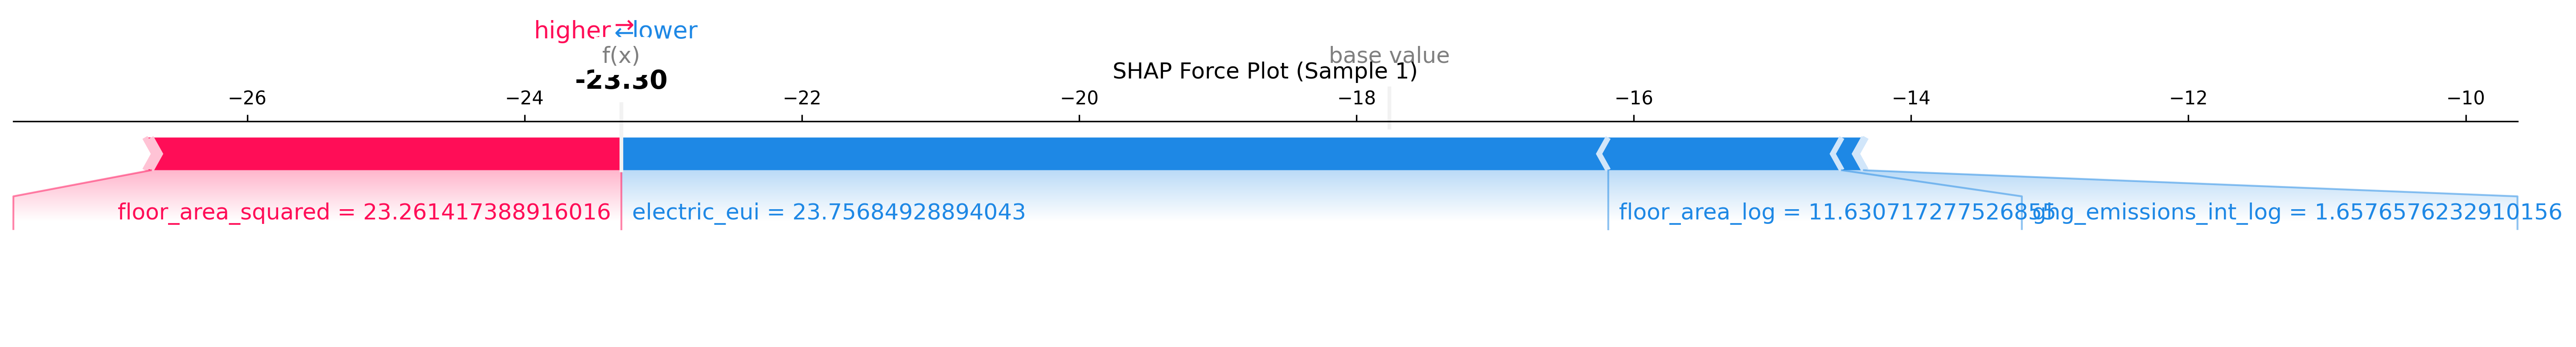 higher ⇄ lower
f(x)
base value
SHAP Force Plot (Sample 1)
-23.30
−26 −24 −22 −20 −18 −16 −14 −12 −10
floor_area_squared = 23.261417388916016
electric_eui = 23.75684928894043
floor_area_log = 11.630717277526855
ghg_emissions_int_log = 1.6576576232910156